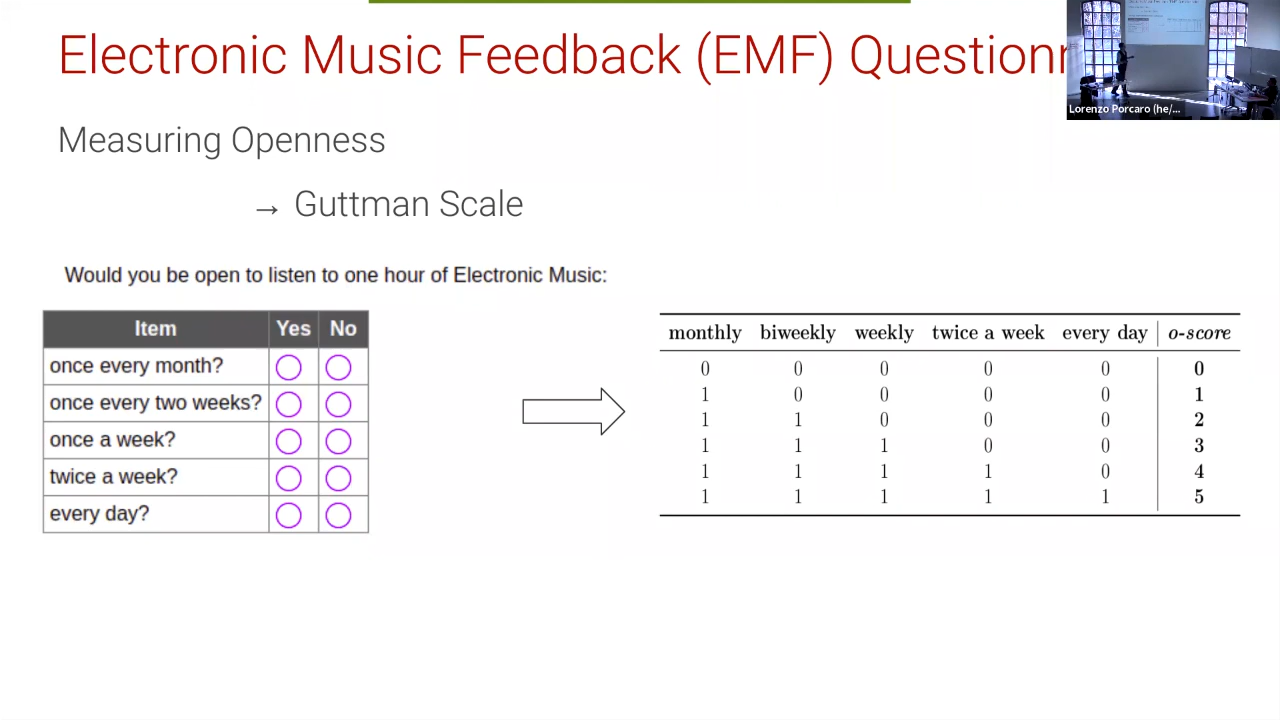 Electronic Music Feedback (EMF)
Lorenzo Porcaro (he/...
Measuring Openness
→ Guttman Scale
Would you be open to listen to one hour of Electronic Music:
Item Yes No
once every month?
once every two weeks?
once a week?
twice a week?
every day?
monthly biweekly weekly twice a week every day o-score
0 0 0 0 0 0
1 0 0 0 0 1
1 1 0 0 0 2
1 1 1 0 0 3
1 1 1 1 0 4
1 1 1 1 1 5